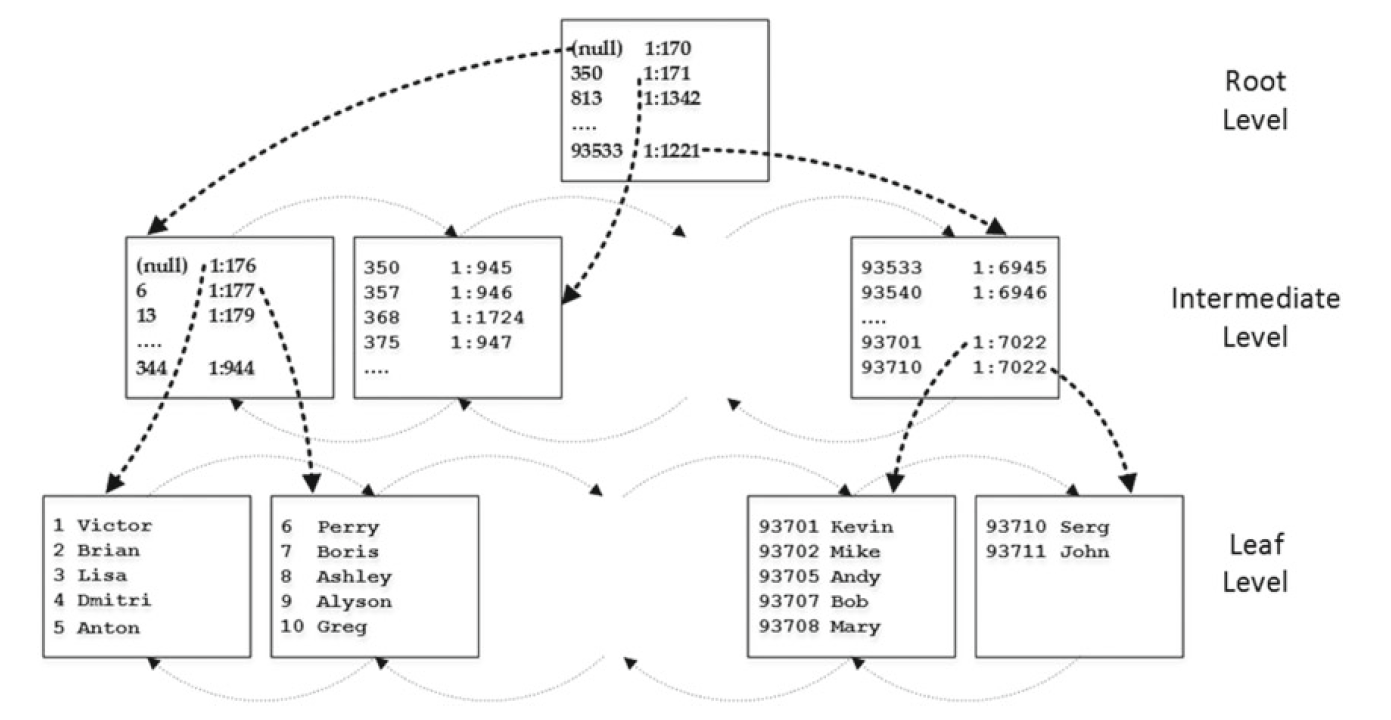 (null) 1:170
350 1:171
813 1:1342
....
93533 1:1221
Root
Level
(null) 1:176
6 1:177
13 1:179
....
344 1:944
350 1:945
357 1:946
368 1:1724
375 1:947
....
93533 1:6945
93540 1:6946
....
93701 1:7022
93710 1:7022
Intermediate
Level
1 Victor
2 Brian
3 Lisa
4 Dmitri
5 Anton
6 Perry
7 Boris
8 Ashley
9 Alyson
10 Greg
93701 Kevin
93702 Mike
93705 Andy
93707 Bob
93708 Mary
93710 Serg
93711 John
Leaf
Level